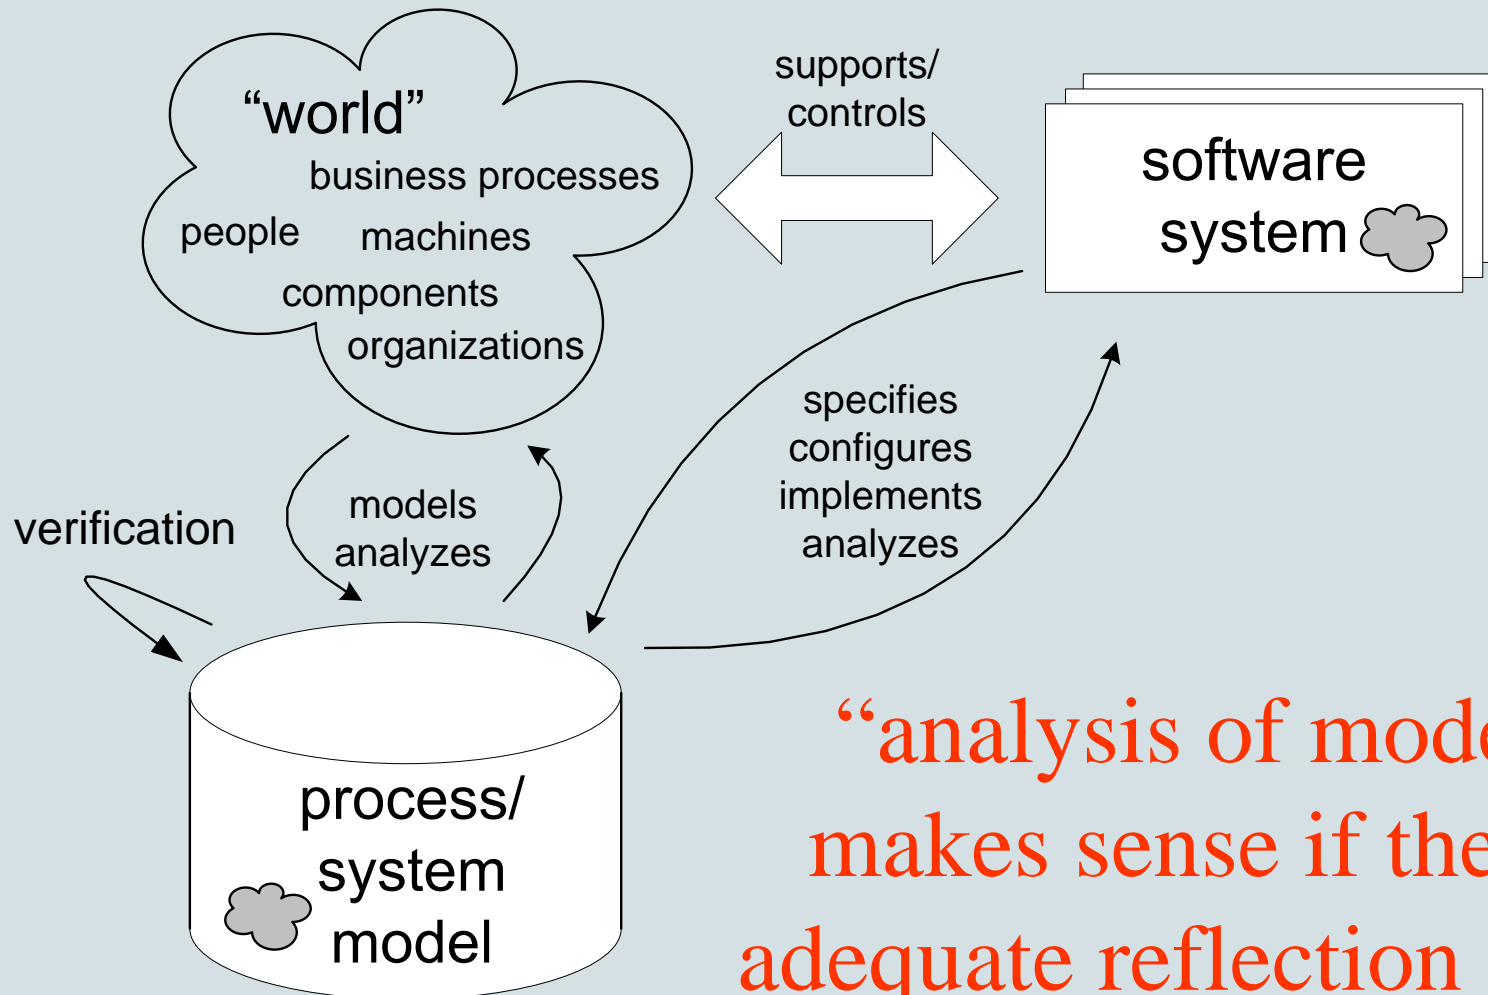 “world”
business processes
people
machines
components
organizations
supports/
controls
software
system
specifies
configures
implements
analyzes
models
analyzes
verification
process/
system
model
“analysis of
makes sense if
adequate reflection